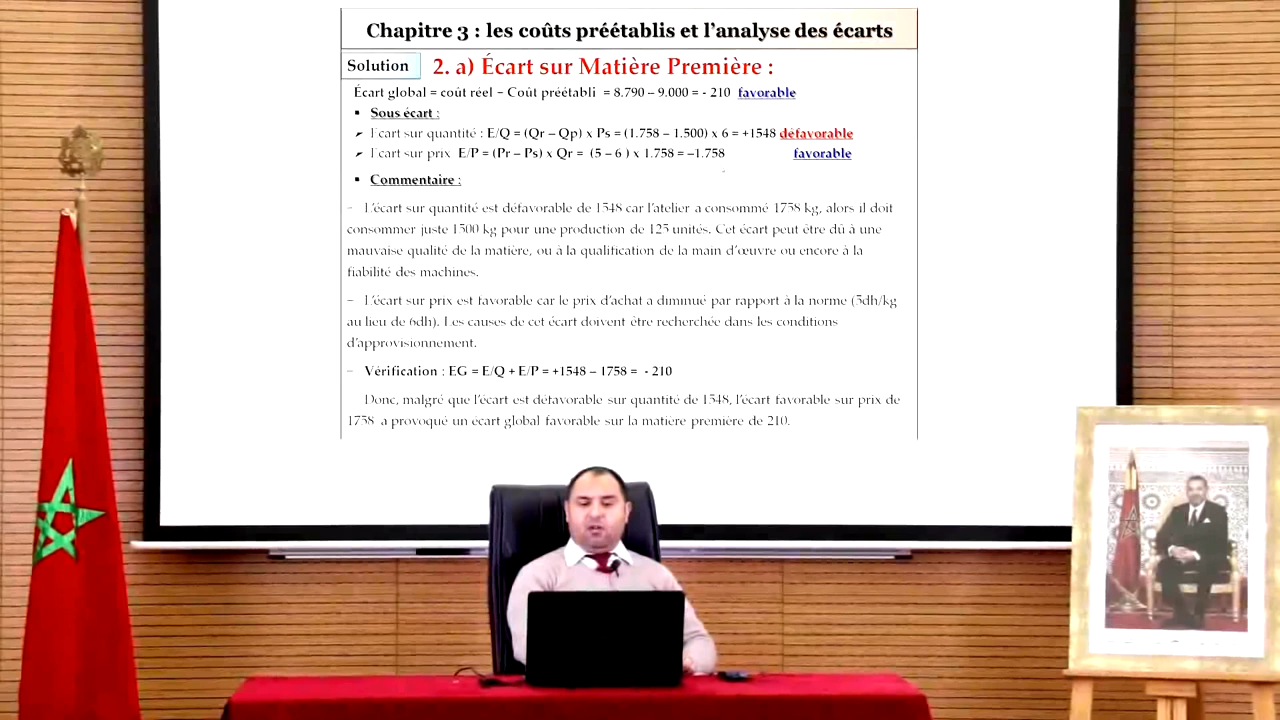 Chapitre 3 : les coûts préétablis et l'analyse des écarts
Solution
2. a) Écart sur Matière Première :
Écart global = coût réel – Coût préétabli = 8.790 – 9.000 = - 210 favorable
▪ Sous écart :
➤ Ecart sur quantité : E/Q = (Qr – Qp) x Ps = (1.758 – 1.500) x 6 = +1548 défavorable
➤ Ecart sur prix E/P = (Pr – Ps) x Qr = (5 – 6 ) x 1.758 = –1.758 favorable
▪ Commentaire :
– L'écart sur quantité est défavorable de 1548 car l'atelier a consommé 1758 kg, alors il doit
consommer juste 1500 kg pour une production de 125 unités. Cet écart peut être dû à une
mauvaise qualité de la matière, ou à la qualification de la main d'œuvre ou encore à la
fiabilité des machines.
– L'écart sur prix est favorable car le prix d'achat a diminué par rapport à la norme (5dh/kg
au lieu de 6dh). Les causes de cet écart doivent être recherchée dans les conditions
d'approvisionnement.
– Vérification : EG = E/Q + E/P = +1548 – 1758 = - 210
Donc, malgré que l'écart est défavorable sur quantité de 1548, l'écart favorable sur prix de
1758 a provoqué un écart global favorable sur la matière première de 210.